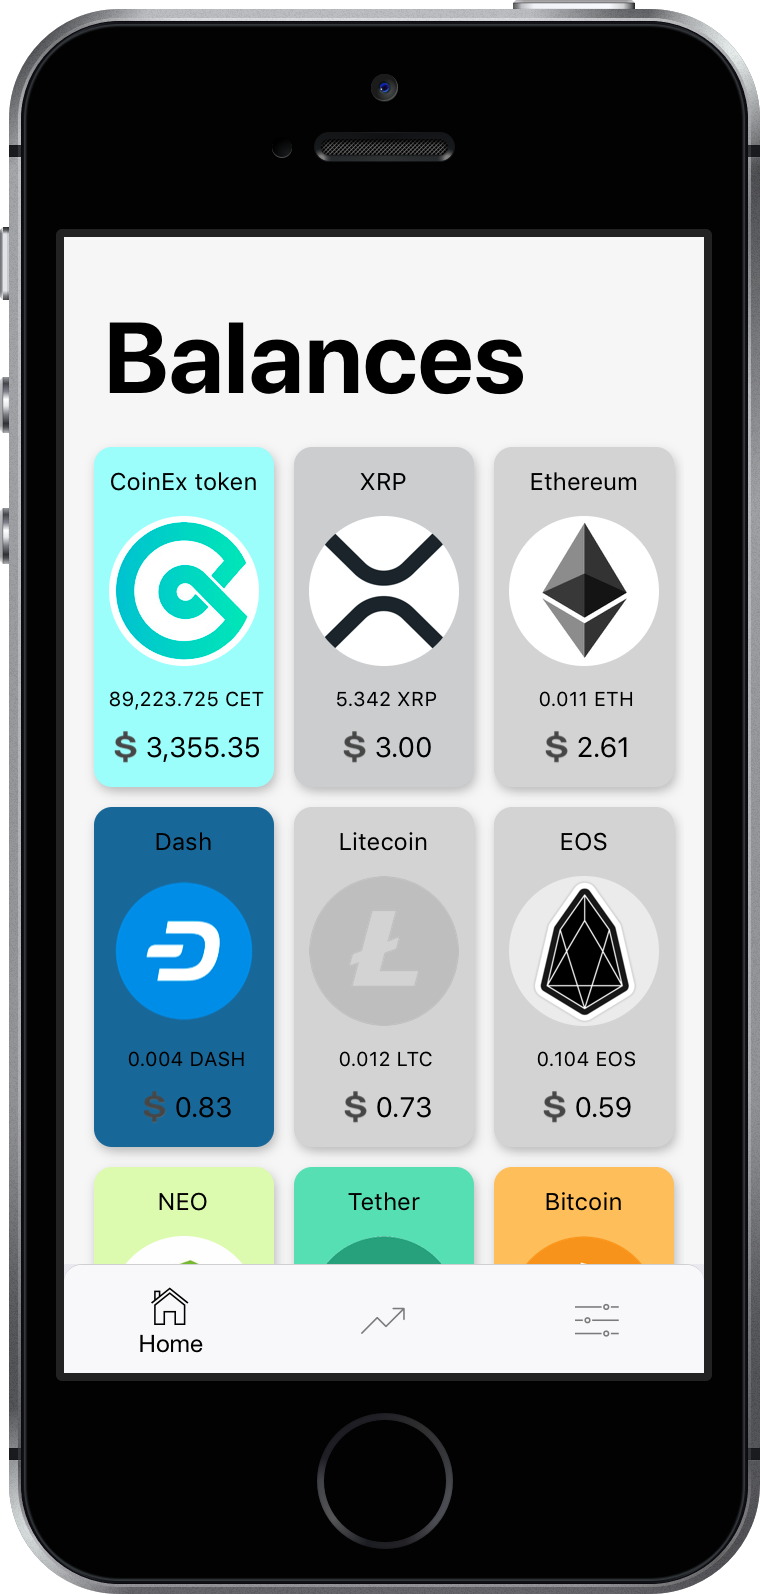 Balances
CoinEx token
89,223.725 CET
$ 3,355.35
XRP
5.342 XRP
$ 3.00
Ethereum
0.011 ETH
$ 2.61
Dash
0.004 DASH
$ 0.83
Litecoin
0.012 LTC
$ 0.73
EOS
0.104 EOS
$ 0.59
NEO
Tether
Bitcoin
Home